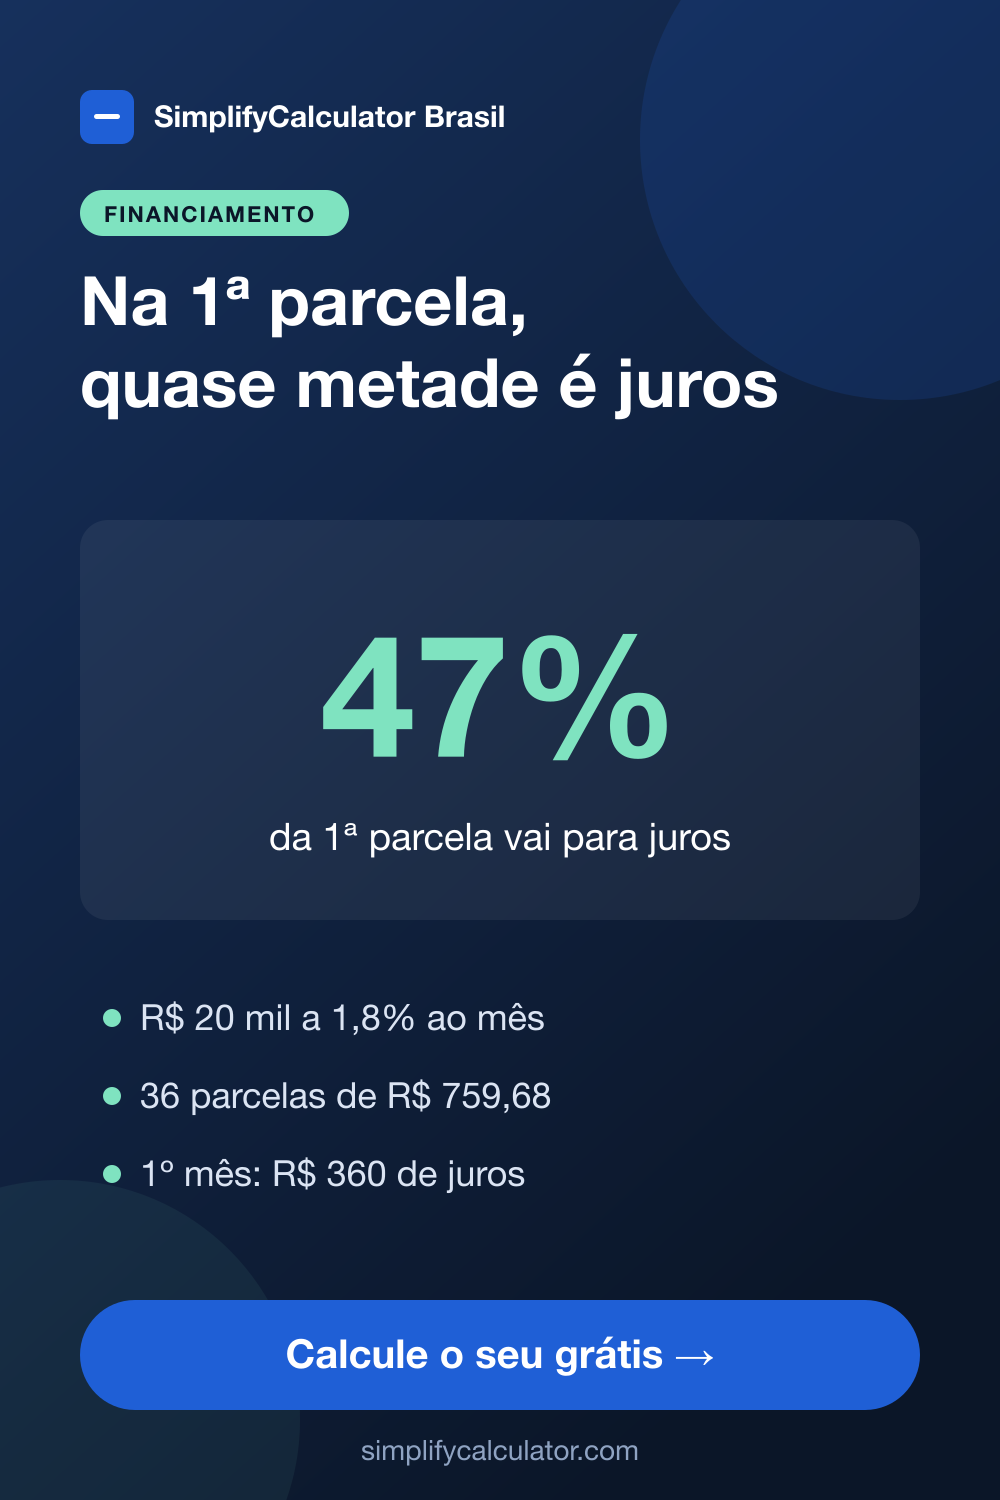 SimplifyCalculator Brasil
FINANCIAMENTO
Na 1ª parcela,
quase metade é juros
47%
da 1ª parcela vai para juros
R$ 20 mil a 1,8% ao mês
36 parcelas de R$ 759,68
1º mês: R$ 360 de juros
Calcule o seu grátis →
simplifycalculator.com